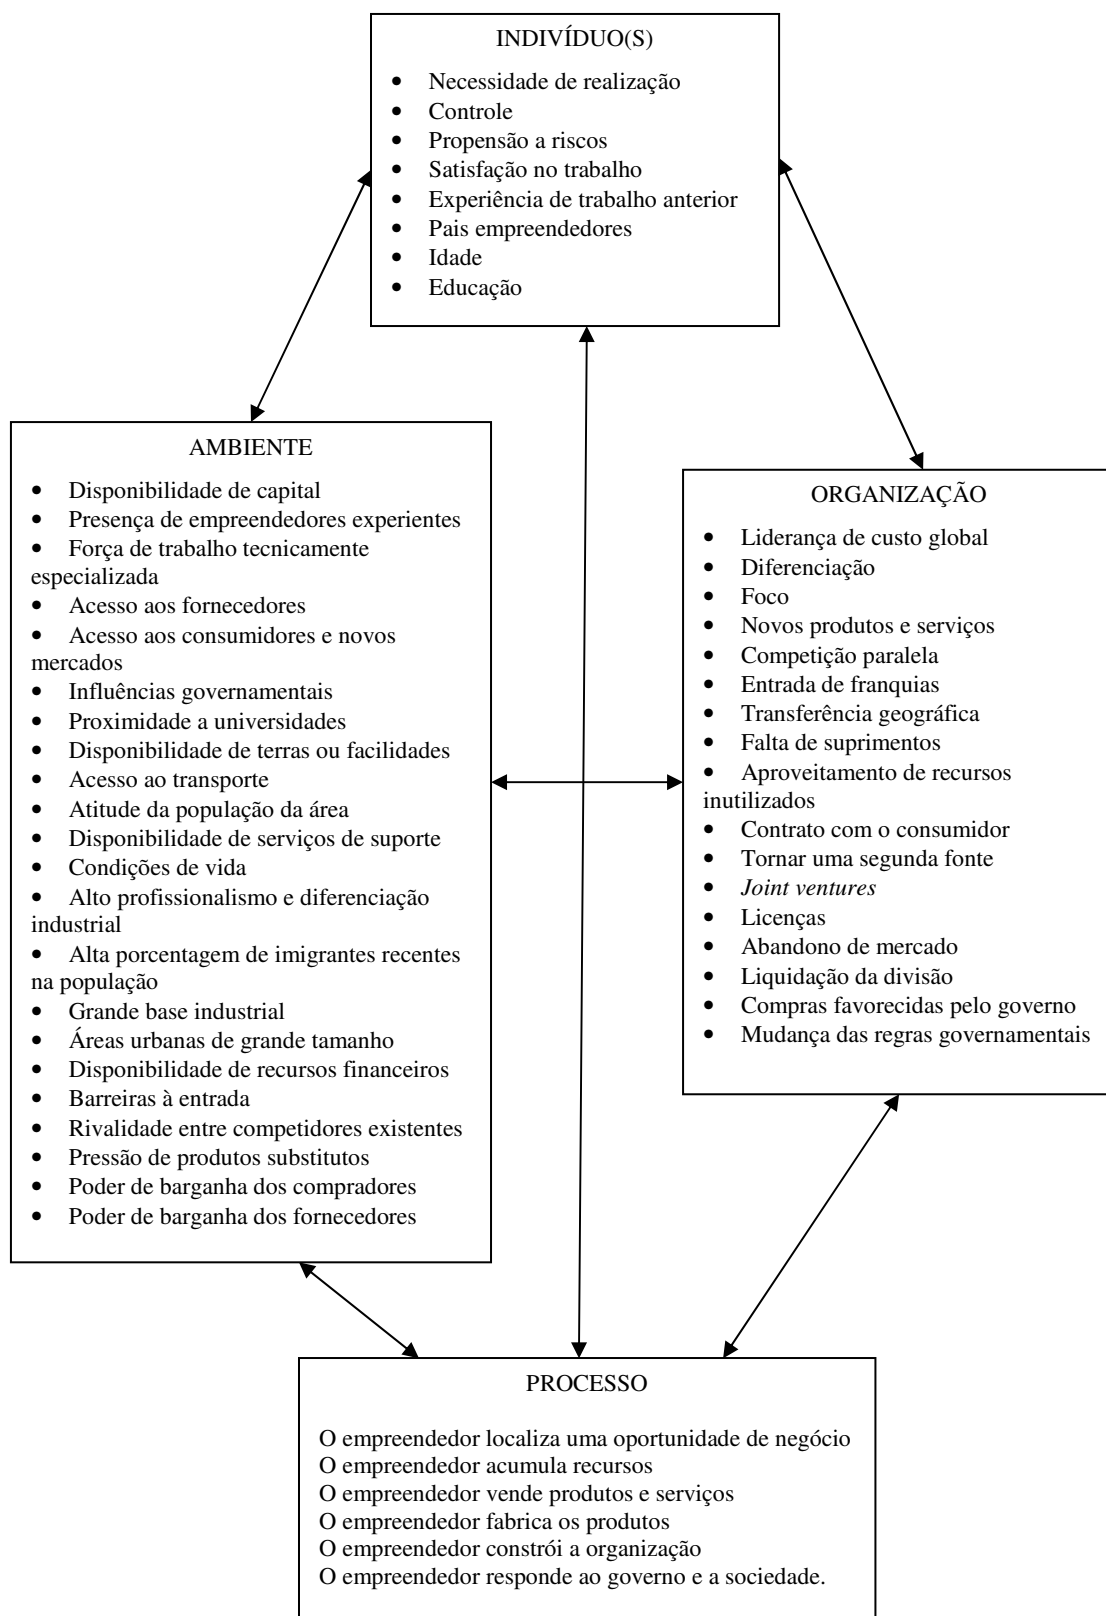 INDIVÍDUO(S)
• Necessidade de realização
• Controle
• Propensão a riscos
• Satisfação no trabalho
• Experiência de trabalho anterior
• Pais empreendedores
• Idade
• Educação
AMBIENTE
• Disponibilidade de capital
• Presença de empreendedores experientes
• Força de trabalho tecnicamente
especializada
• Acesso aos fornecedores
• Acesso aos consumidores e novos
mercados
• Influências governamentais
• Proximidade a universidades
• Disponibilidade de terras ou facilidades
• Acesso ao transporte
• Atitude da população da área
• Disponibilidade de serviços de suporte
• Condições de vida
• Alto profissionalismo e diferenciação
industrial
• Alta porcentagem de imigrantes recentes
na população
• Grande base industrial
• Áreas urbanas de grande tamanho
• Disponibilidade de recursos financeiros
• Barreiras à entrada
• Rivalidade entre competidores existentes
• Pressão de produtos substitutos
• Poder de barganha dos compradores
• Poder de barganha dos fornecedores
ORGANIZAÇÃO
• Liderança de custo global
• Diferenciação
• Foco
• Novos produtos e serviços
• Competição paralela
• Entrada de franquias
• Transferência geográfica
• Falta de suprimentos
• Aproveitamento de recursos
inutilizados
• Contrato com o consumidor
• Tornar uma segunda fonte
• Joint ventures
• Licenças
• Abandono de mercado
• Liquidação da divisão
• Compras favorecidas pelo governo
• Mudança das regras governamentais
PROCESSO
O empreendedor localiza uma oportunidade de negócio
O empreendedor acumula recursos
O empreendedor vende produtos e serviços
O empreendedor fabrica os produtos
O empreendedor constrói a organização
O empreendedor responde ao governo e a sociedade.